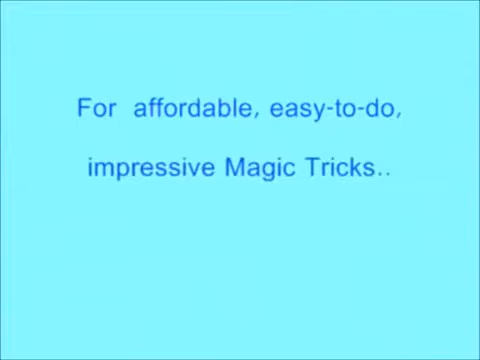 For affordable, easy-to-do,
impressive Magic Tricks..